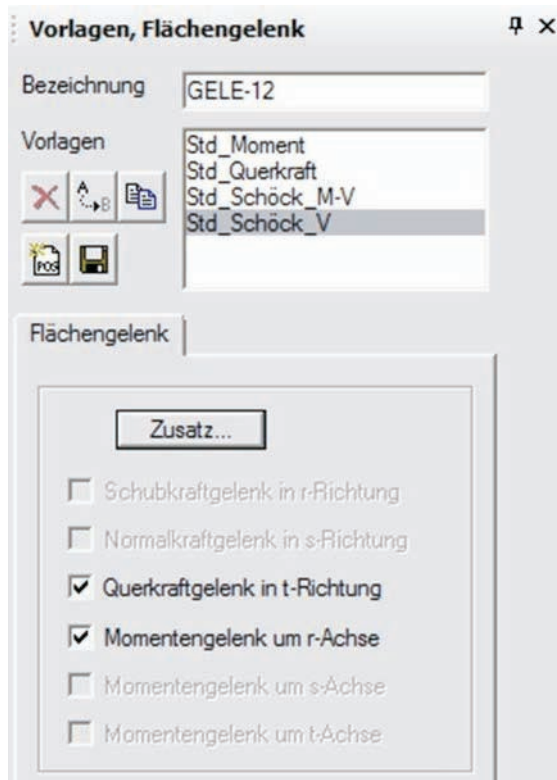 Vorlagen, Flächengelenk
Bezeichnung GELE-12
Vorlagen
Std_Moment
Std_Querkraft
Std_Schöck_M-V
Std_Schöck_V
A
B
POS
Flächengelenk
Zusatz...
Schubkraftgelenk in r-Richtung
Normalkraftgelenk in s-Richtung
Querkraftgelenk in t-Richtung
Momentengelenk um r-Achse
Momentengelenk um s-Achse
Momentengelenk um t-Achse